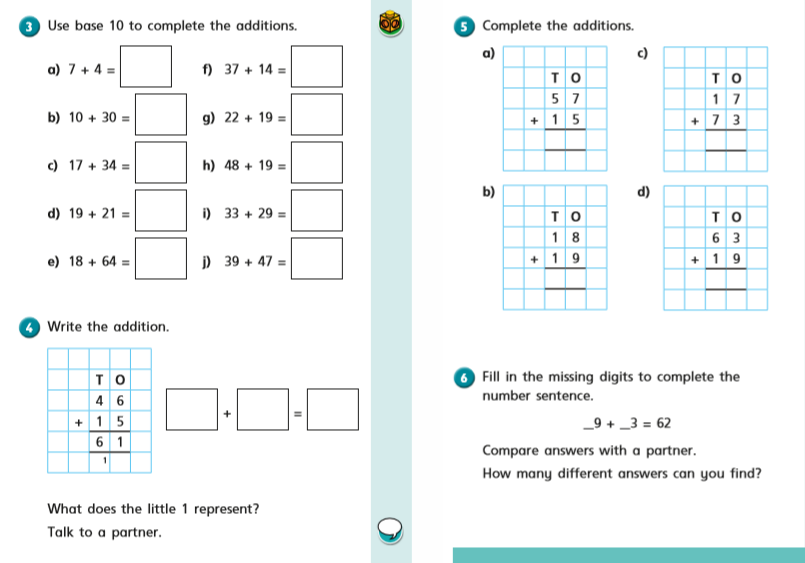 3 Use base 10 to complete the additions.
a) 7 + 4 =
f) 37 + 14 =
b) 10 + 30 =
g) 22 + 19 =
c) 17 + 34 =
h) 48 + 19 =
d) 19 + 21 =
i) 33 + 29 =
e) 18 + 64 =
j) 39 + 47 =
4 Write the addition.
T O
4 6
+ 1 5
6 1
1
+ =
What does the little 1 represent?
Talk to a partner.
5 Complete the additions.
a)
T O
5 7
+ 1 5
c)
T O
1 7
+ 7 3
b)
T O
1 8
+ 1 9
d)
T O
6 3
+ 1 9
6 Fill in the missing digits to complete the
number sentence.
_9 + _3 = 62
Compare answers with a partner.
How many different answers can you find?